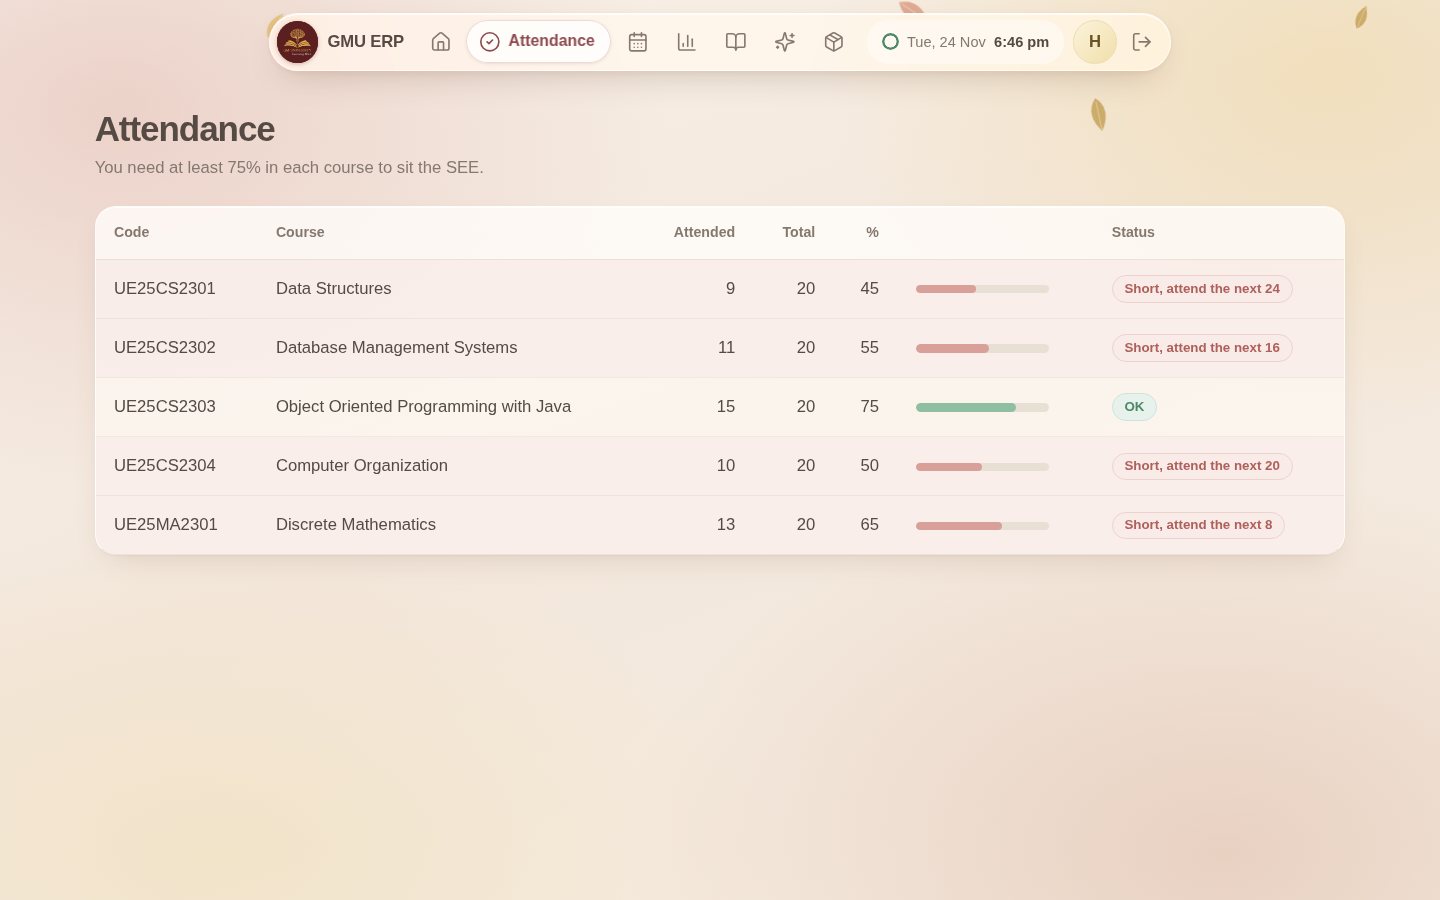 GMU ERP Attendance Tue, 24 Nov 6:46 pm H
Attendance
You need at least 75% in each course to sit the SEE.
Code Course Attended Total % Status
UE25CS2301 Data Structures 9 20 45 Short, attend the next 24
UE25CS2302 Database Management Systems 11 20 55 Short, attend the next 16
UE25CS2303 Object Oriented Programming with Java 15 20 75 OK
UE25CS2304 Computer Organization 10 20 50 Short, attend the next 20
UE25MA2301 Discrete Mathematics 13 20 65 Short, attend the next 8